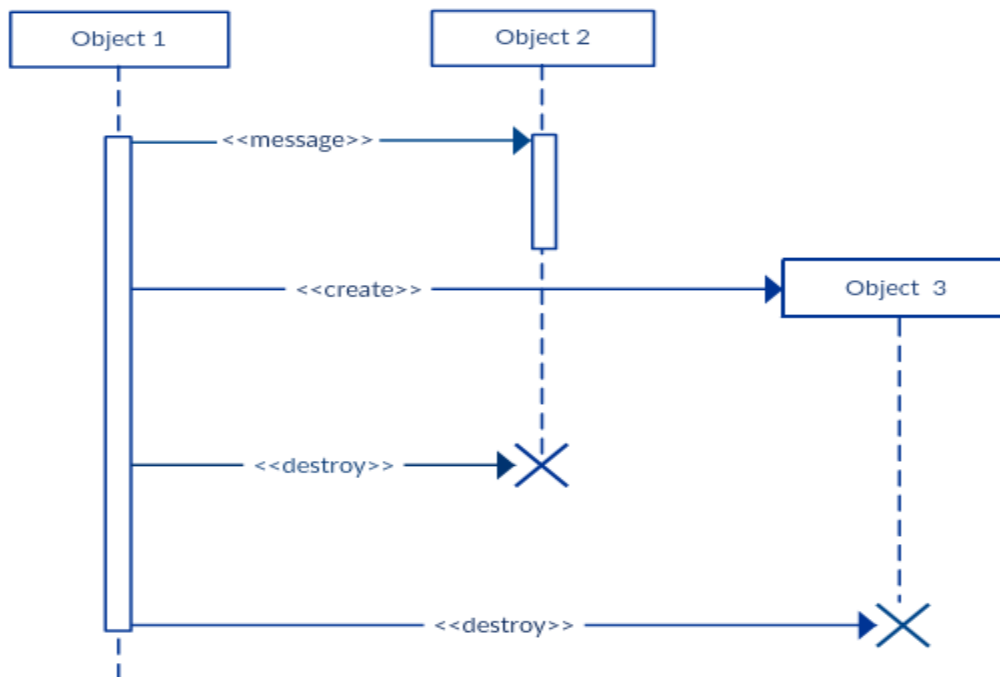 Object 1
Object 2
<<message>>
<<create>>
Object 3
<<destroy>>
<<destroy>>